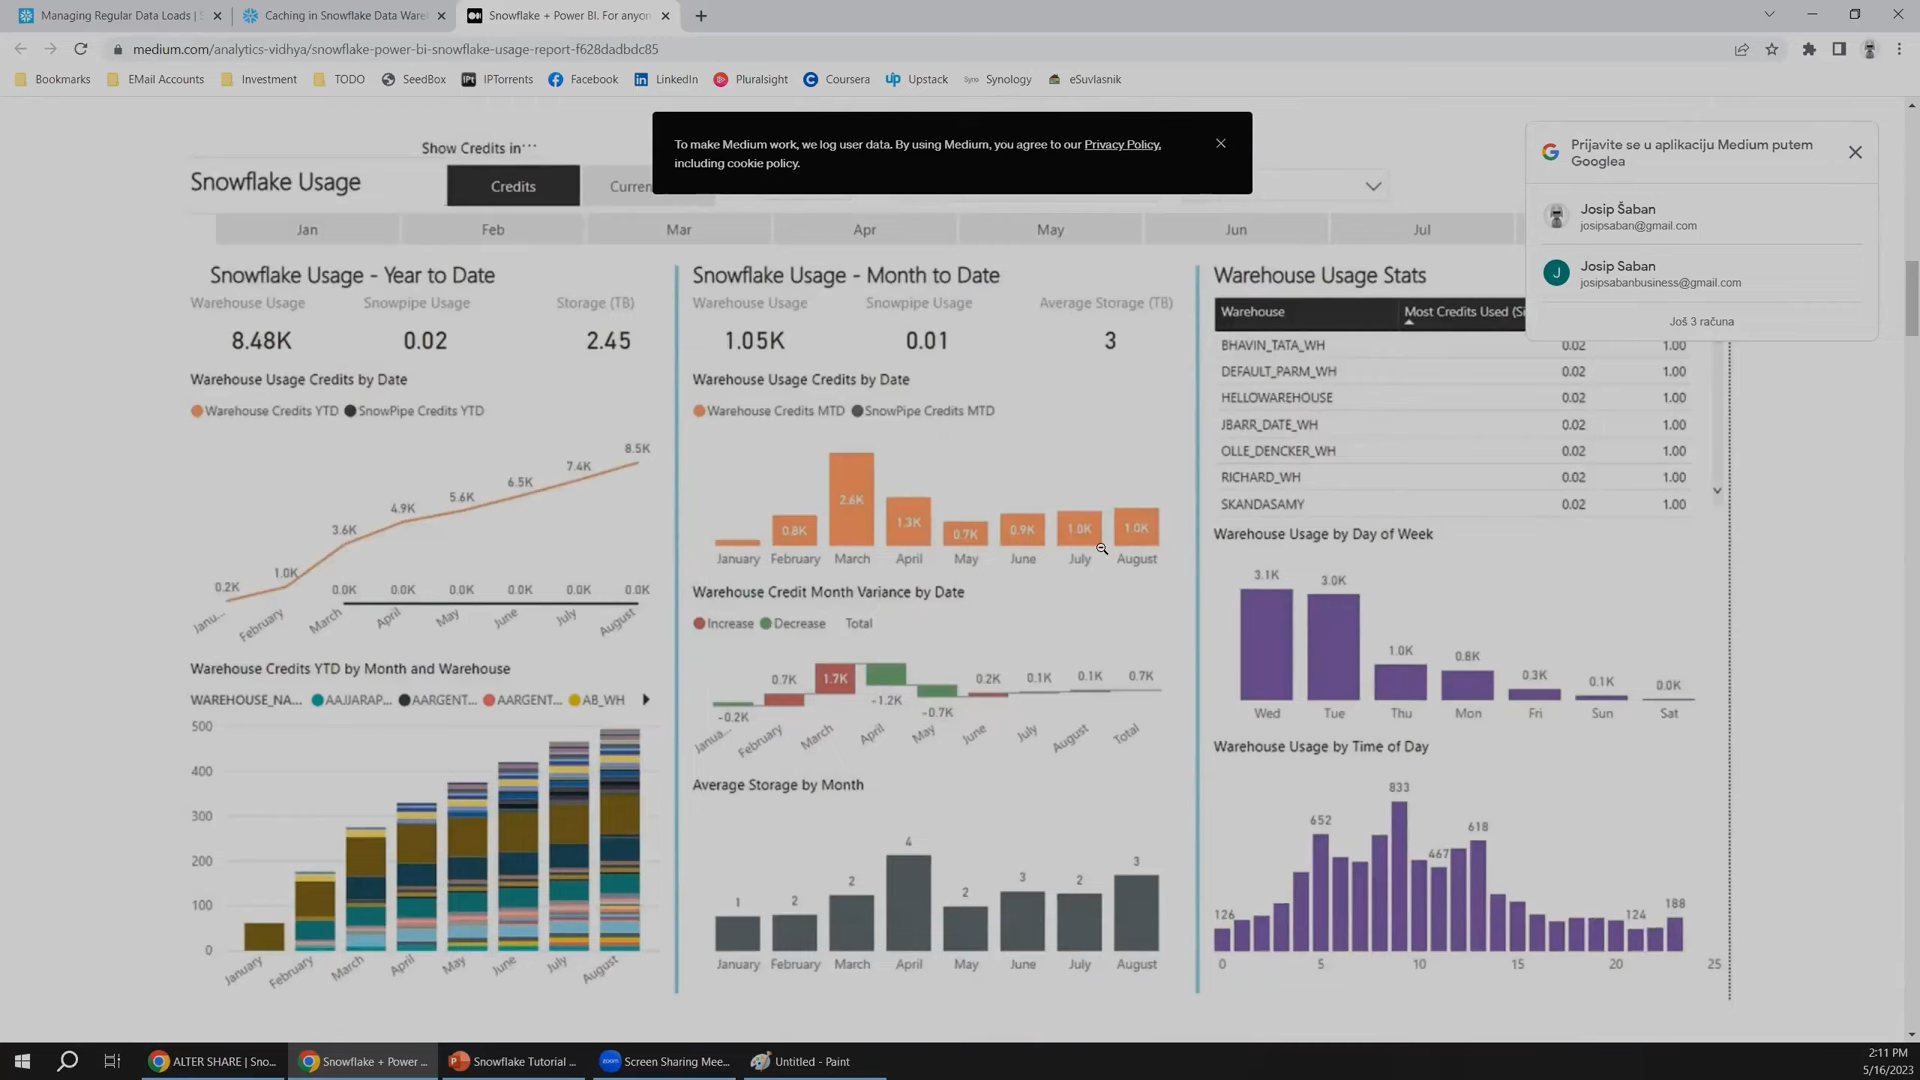 Managing Regular Data Loads | S
Caching in Snowflake Data Ware
Snowflake + Power BI. For anyon
medium.com/analytics-vidhya/snowflake-power-bi-snowflake-usage-report-f628dadbdc85
Bookmarks
EMail Accounts
Investment
TODO
SeedBox
IPTorrents
Facebook
LinkedIn
Pluralsight
Coursera
Upstack
Synology
eSuvlasnik
To make Medium work, we log user data. By using Medium, you agree to our Privacy Policy,
including cookie policy.
Prijavite se u aplikaciju Medium putem
Googlea
Josip Šaban
josipsaban@gmail.com
J
Josip Saban
josipsabanbusiness@gmail.com
Još 3 računa
Show Credits in...
Snowflake Usage
Credits
Curren
Jan Feb Mar Apr May Jun Jul
Snowflake Usage - Year to Date
Warehouse Usage Snowpipe Usage Storage (TB)
8.48K 0.02 2.45
Warehouse Usage Credits by Date
Warehouse Credits YTD SnowPipe Credits YTD
0.2K 1.0K 3.6K 4.9K 5.6K 6.5K 7.4K 8.5K
0.0K 0.0K 0.0K 0.0K 0.0K 0.0K
Janu... February March April May June July August
Warehouse Credits YTD by Month and Warehouse
WAREHOUSE_NA... AAJJARAP... AARGENT... AARGENT... AB_WH
500
400
300
200
100
0
January February March April May June July August
Snowflake Usage - Month to Date
Warehouse Usage Snowpipe Usage Average Storage (TB)
1.05K 0.01 3
Warehouse Usage Credits by Date
Warehouse Credits MTD SnowPipe Credits MTD
0.8K 2.6K 1.3K 0.7K 0.9K 1.0K 1.0K
January February March April May June July August
Warehouse Credit Month Variance by Date
Increase Decrease Total
-0.2K 0.7K 1.7K -1.2K -0.7K 0.2K 0.1K 0.1K 0.7K
Janua... February March April May June July August Total
Average Storage by Month
1 2 2 4 2 3 2 3
January February March April May June July August
Warehouse Usage Stats
Warehouse Most Credits Used (Si
BHAVIN_TATA_WH 0.02 1.00
DEFAULT_PARM_WH 0.02 1.00
HELLOWAREHOUSE 0.02 1.00
JBARR_DATE_WH 0.02 1.00
OLLE_DENCKER_WH 0.02 1.00
RICHARD_WH 0.02 1.00
SKANDASAMY 0.02 1.00
Warehouse Usage by Day of Week
3.1K 3.0K 1.0K 0.8K 0.3K 0.1K 0.0K
Wed Tue Thu Mon Fri Sun Sat
Warehouse Usage by Time of Day
126 652 833 467 618 124 188
0 5 10 15 20 25
ALTER SHARE | Sno...
Snowflake + Power ...
Snowflake Tutorial ...
zoom
Screen Sharing Mee...
Untitled - Paint
2:11 PM
5/16/2023